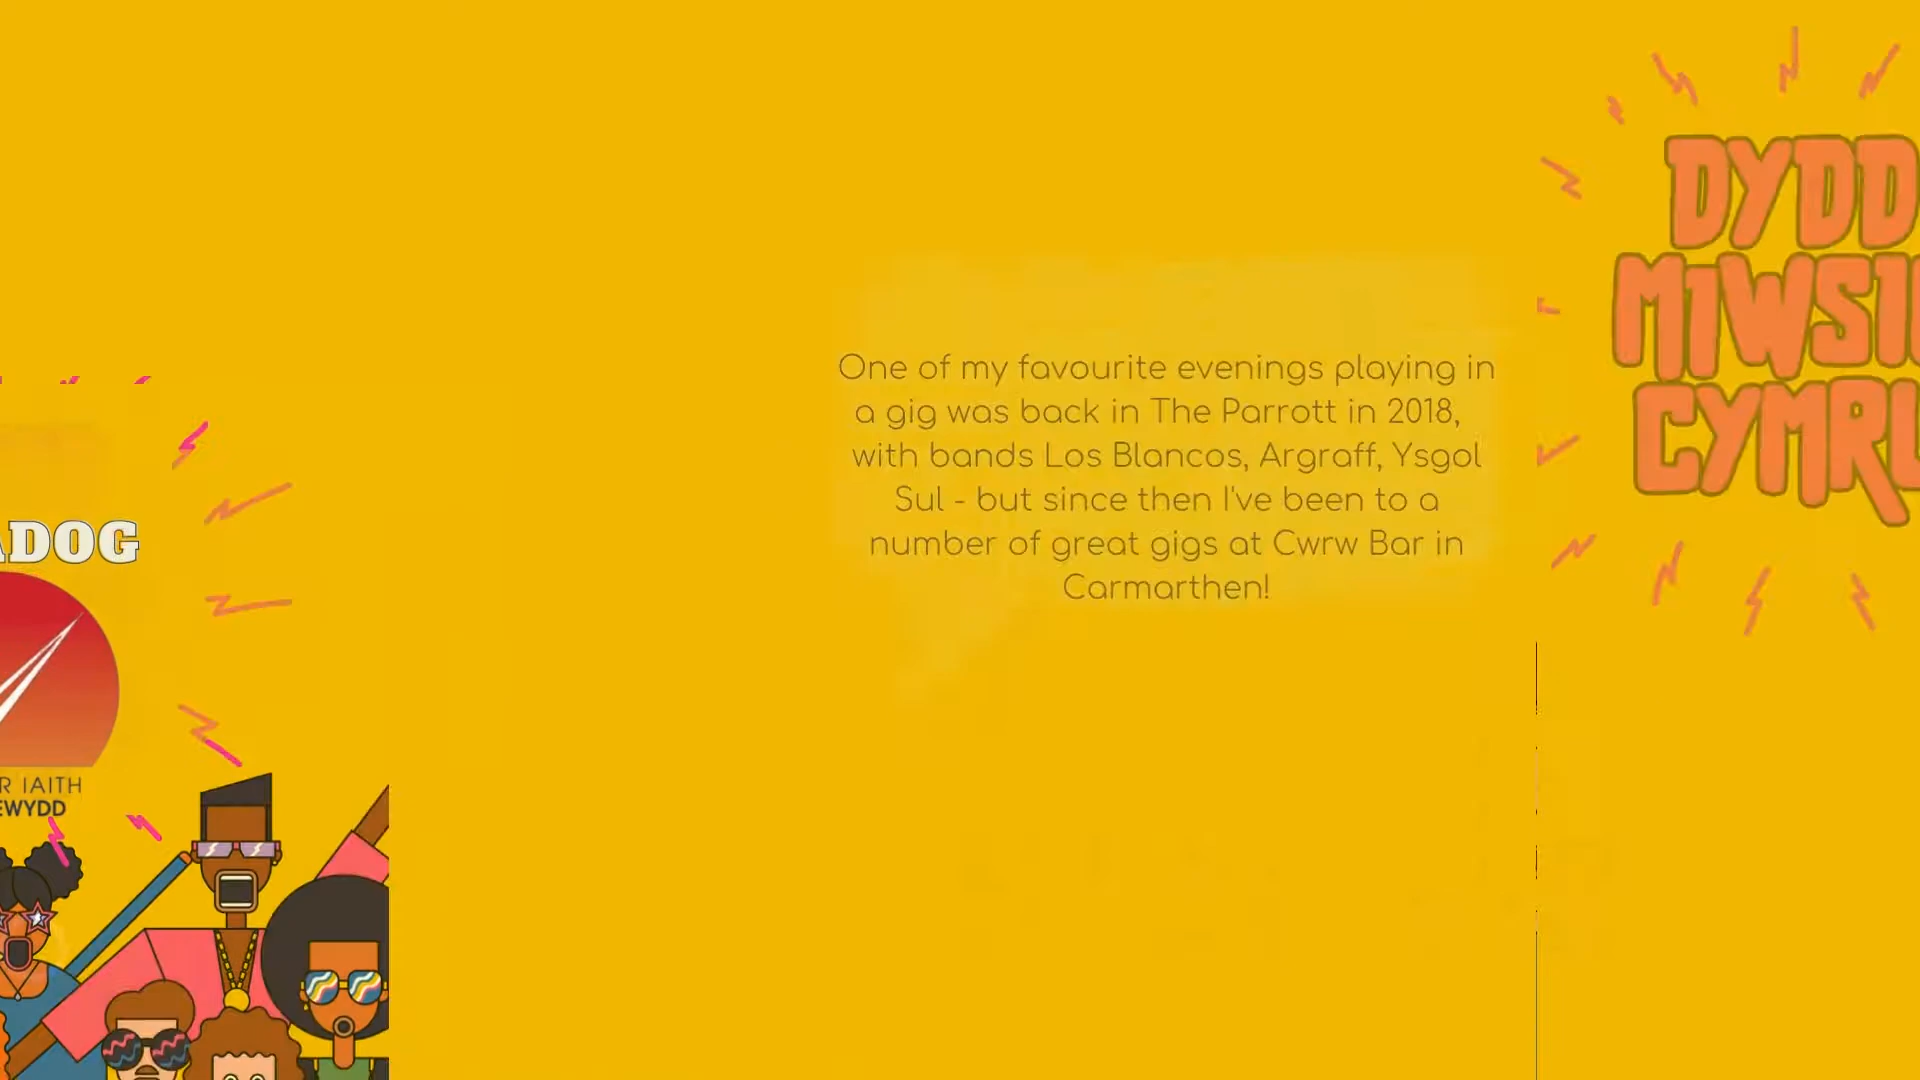 One of my favourite evenings playing in
a gig was back in The Parrott in 2018,
with bands Los Blancos, Argraff, Ysgol
Sul - but since then I've been to a
number of great gigs at Cwrw Bar in
Carmarthen!
DYDD
MIWSI
CYMR
ADOG
R IAITH
EWYDD